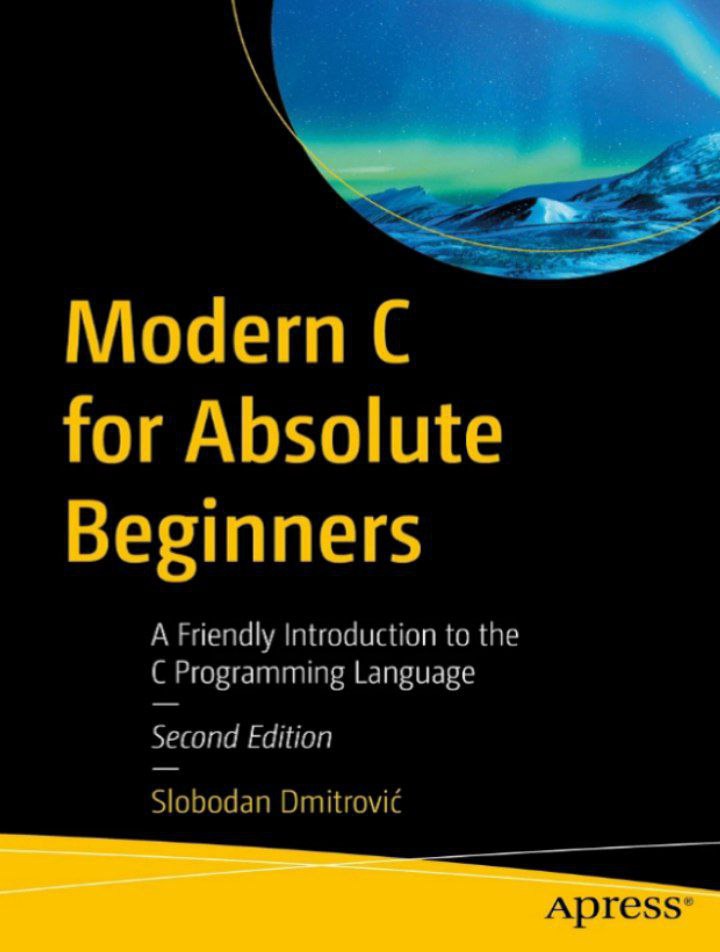 Modern C
for Absolute
Beginners
A Friendly Introduction to the
C Programming Language
—
Second Edition
—
Slobodan Dmitrović
Apress®